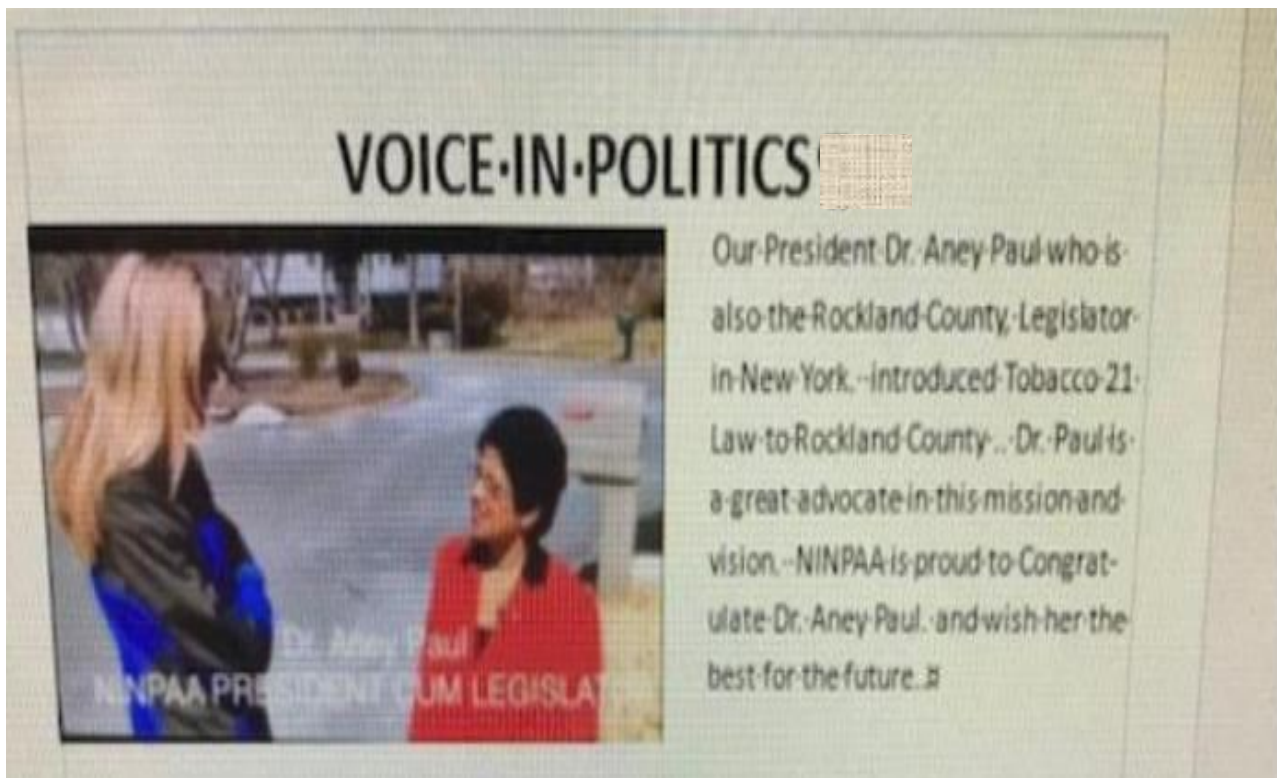 VOICE·IN·POLITICS
Our·President·Dr.·Aney·Paul·who·is·
also·the·Rockland·County,·Legislator·
in·New·York.··introduced·Tobacco·21·
Law·to·Rockland·County·..·Dr.·Paul·is·
a·great·advocate·in·this·mission·and·
vision.··NINPAA·is·proud·to·Congrat-
ulate·Dr.·Aney·Paul.·and·wish·her·the·
best·for·the·future..¤
Dr. Aney Paul
NINPAA PRESIDENT CUM LEGISLAT